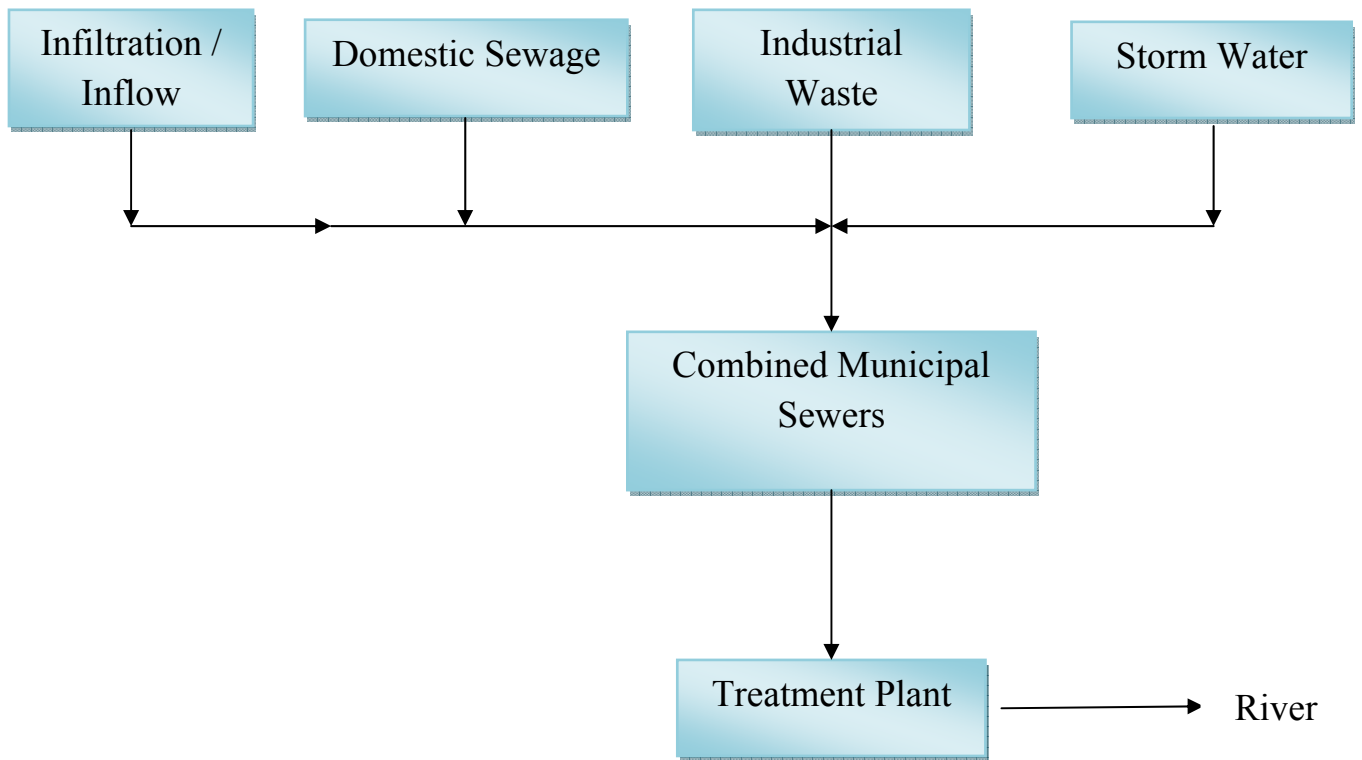 Infiltration /
Inflow
Domestic Sewage
Industrial
Waste
Storm Water
Combined Municipal
Sewers
Treatment Plant
River